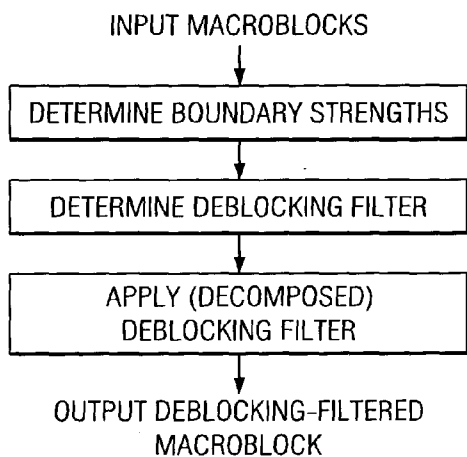 INPUT MACROBLOCKS
DETERMINE BOUNDARY STRENGTHS
DETERMINE DEBLOCKING FILTER
APPLY (DECOMPOSED)
DEBLOCKING FILTER
OUTPUT DEBLOCKING-FILTERED
MACROBLOCK